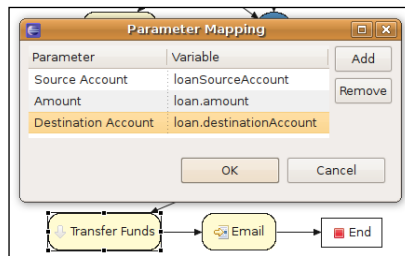 Parameter Mapping
Parameter Variable Add
Source Account loanSourceAccount
Amount loan.amount Remove
Destination Account loan.destinationAccount
OK Cancel
Transfer Funds Email End